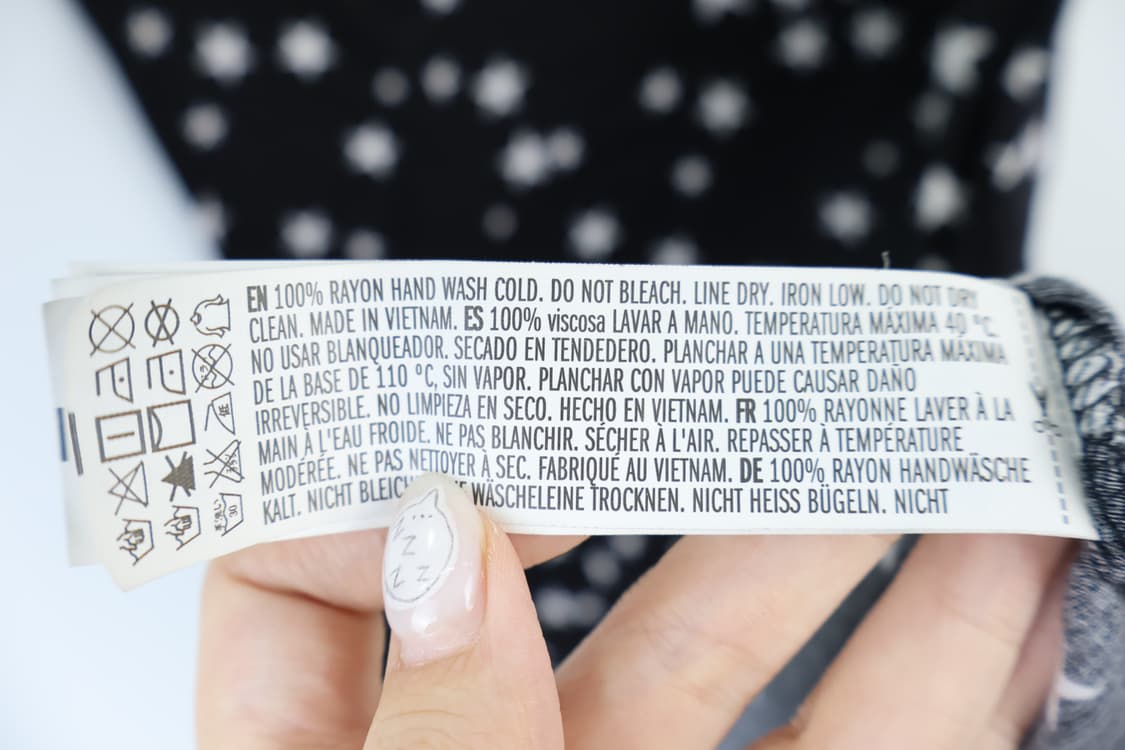 EN 100% RAYON HAND WASH COLD. DO NOT BLEACH. LINE DRY. IRON LOW. DO NOT DRY
CLEAN. MADE IN VIETNAM. ES 100% viscosa LAVAR A MANO. TEMPERATURA MÁXIMA 40 °C.
NO USAR BLANQUEADOR. SECADO EN TENDEDERO. PLANCHAR A UNA TEMPERATURA MÁXIMA
DE LA BASE DE 110 °C, SIN VAPOR. PLANCHAR CON VAPOR PUEDE CAUSAR DAÑO
IRREVERSIBLE. NO LIMPIEZA EN SECO. HECHO EN VIETNAM. FR 100% RAYONNE LAVER À LA
MAIN À L'EAU FROIDE. NE PAS BLANCHIR. SÉCHER À L'AIR. REPASSER À TEMPÉRATURE
MODÉRÉE. NE PAS NETTOYER À SEC. FABRIQUÉ AU VIETNAM. DE 100% RAYON HANDWÄSCHE
KALT. NICHT WÄSCHELEINE TROCKNEN. NICHT HEISS BÜGELN. NICHT
Z
Z
Z
Z
30